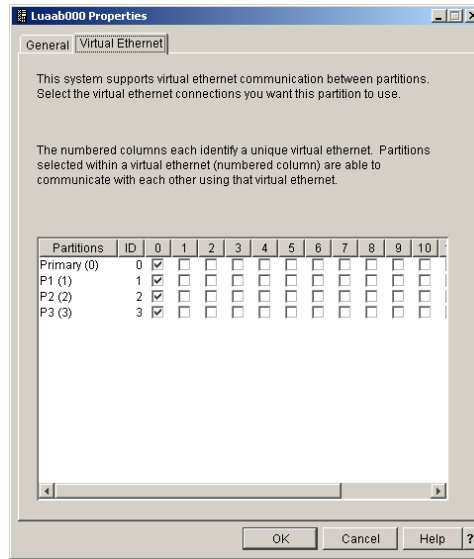 Luaab000 Properties
General Virtual Ethernet
This system supports virtual ethernet communication between partitions.
Select the virtual ethernet connections you want this partition to use.
The numbered columns each identify a unique virtual ethernet. Partitions
selected within a virtual ethernet (numbered column) are able to
communicate with each other using that virtual ethernet.
Partitions ID 0 1 2 3 4 5 6 7 8 9 10
Primary (0) 0
P1 (1) 1
P2 (2) 2
P3 (3) 3
OK Cancel Help ?